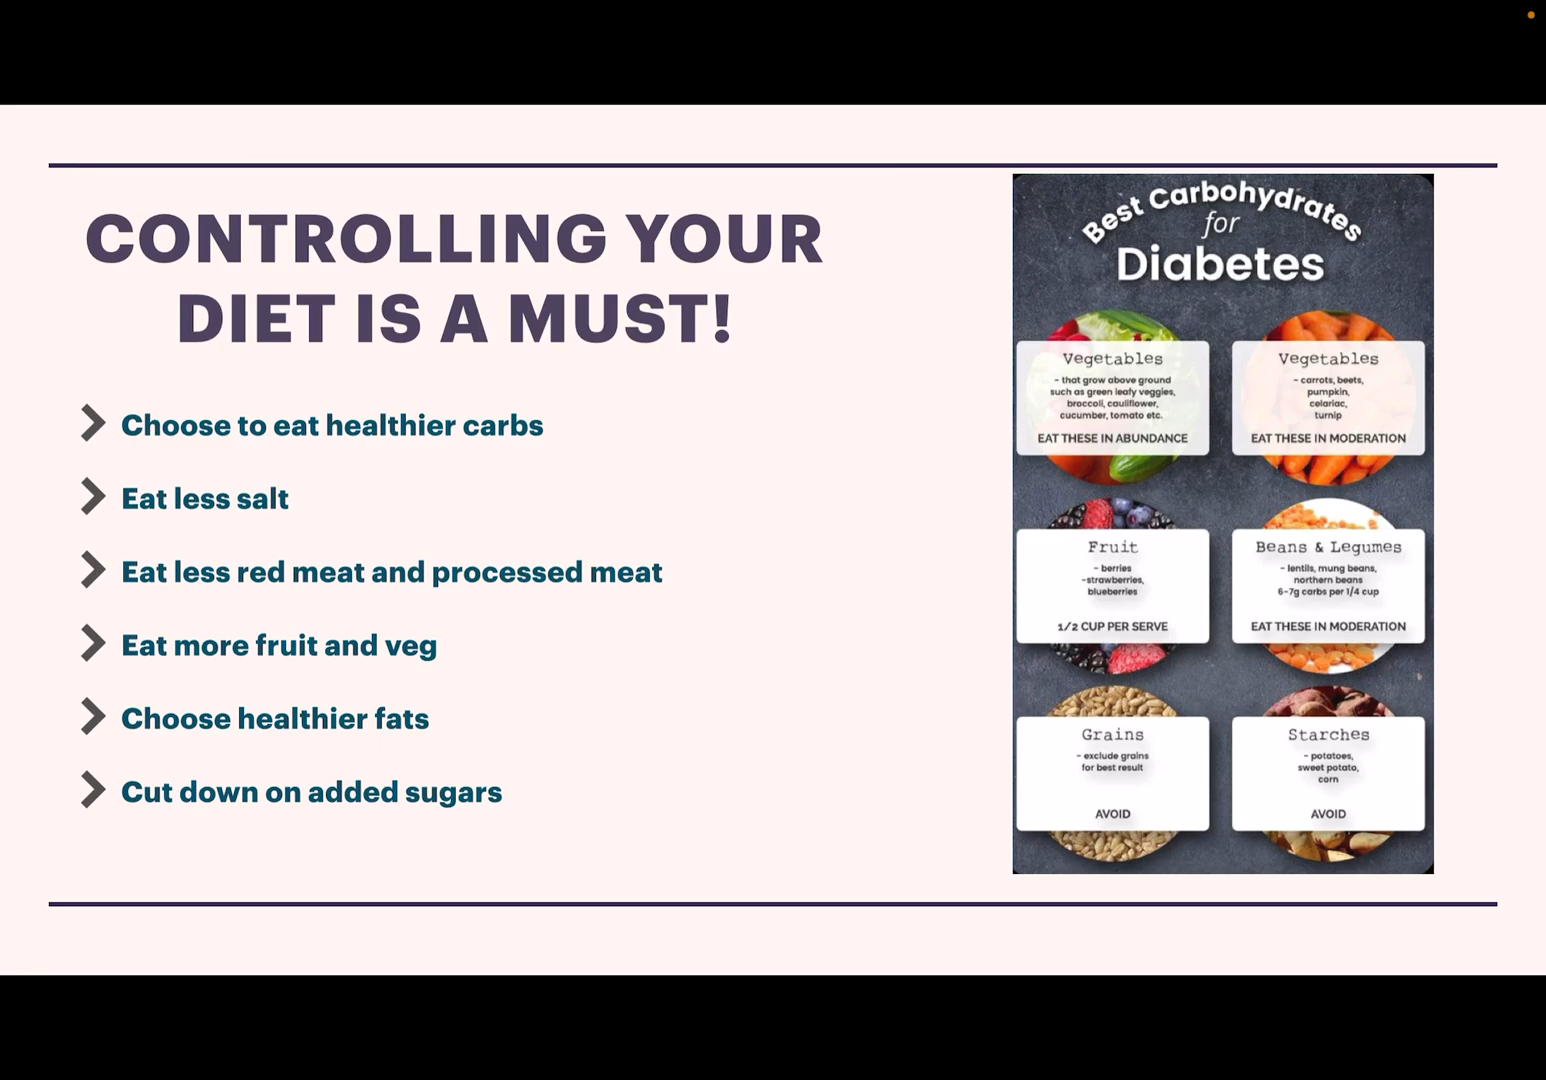 CONTROLLING YOUR
DIET IS A MUST!
Choose to eat healthier carbs
Eat less salt
Eat less red meat and processed meat
Eat more fruit and veg
Choose healthier fats
Cut down on added sugars
Best Carbohydrates
for
Diabetes
Vegetables
- that grow above ground
such as green leafy veggies,
broccoli, cauliflower,
cucumber, tomato etc.
EAT THESE IN ABUNDANCE
Vegetables
- carrots, beets,
pumpkin,
celariac,
turnip
EAT THESE IN MODERATION
Fruit
- berries
-strawberries,
blueberries
1/2 CUP PER SERVE
Beans & Legumes
- lentils, mung beans,
northern beans
6-7g carbs per 1/4 cup
EAT THESE IN MODERATION
Grains
- exclude grains
for best result
AVOID
Starches
- potatoes,
sweet potato,
corn
AVOID